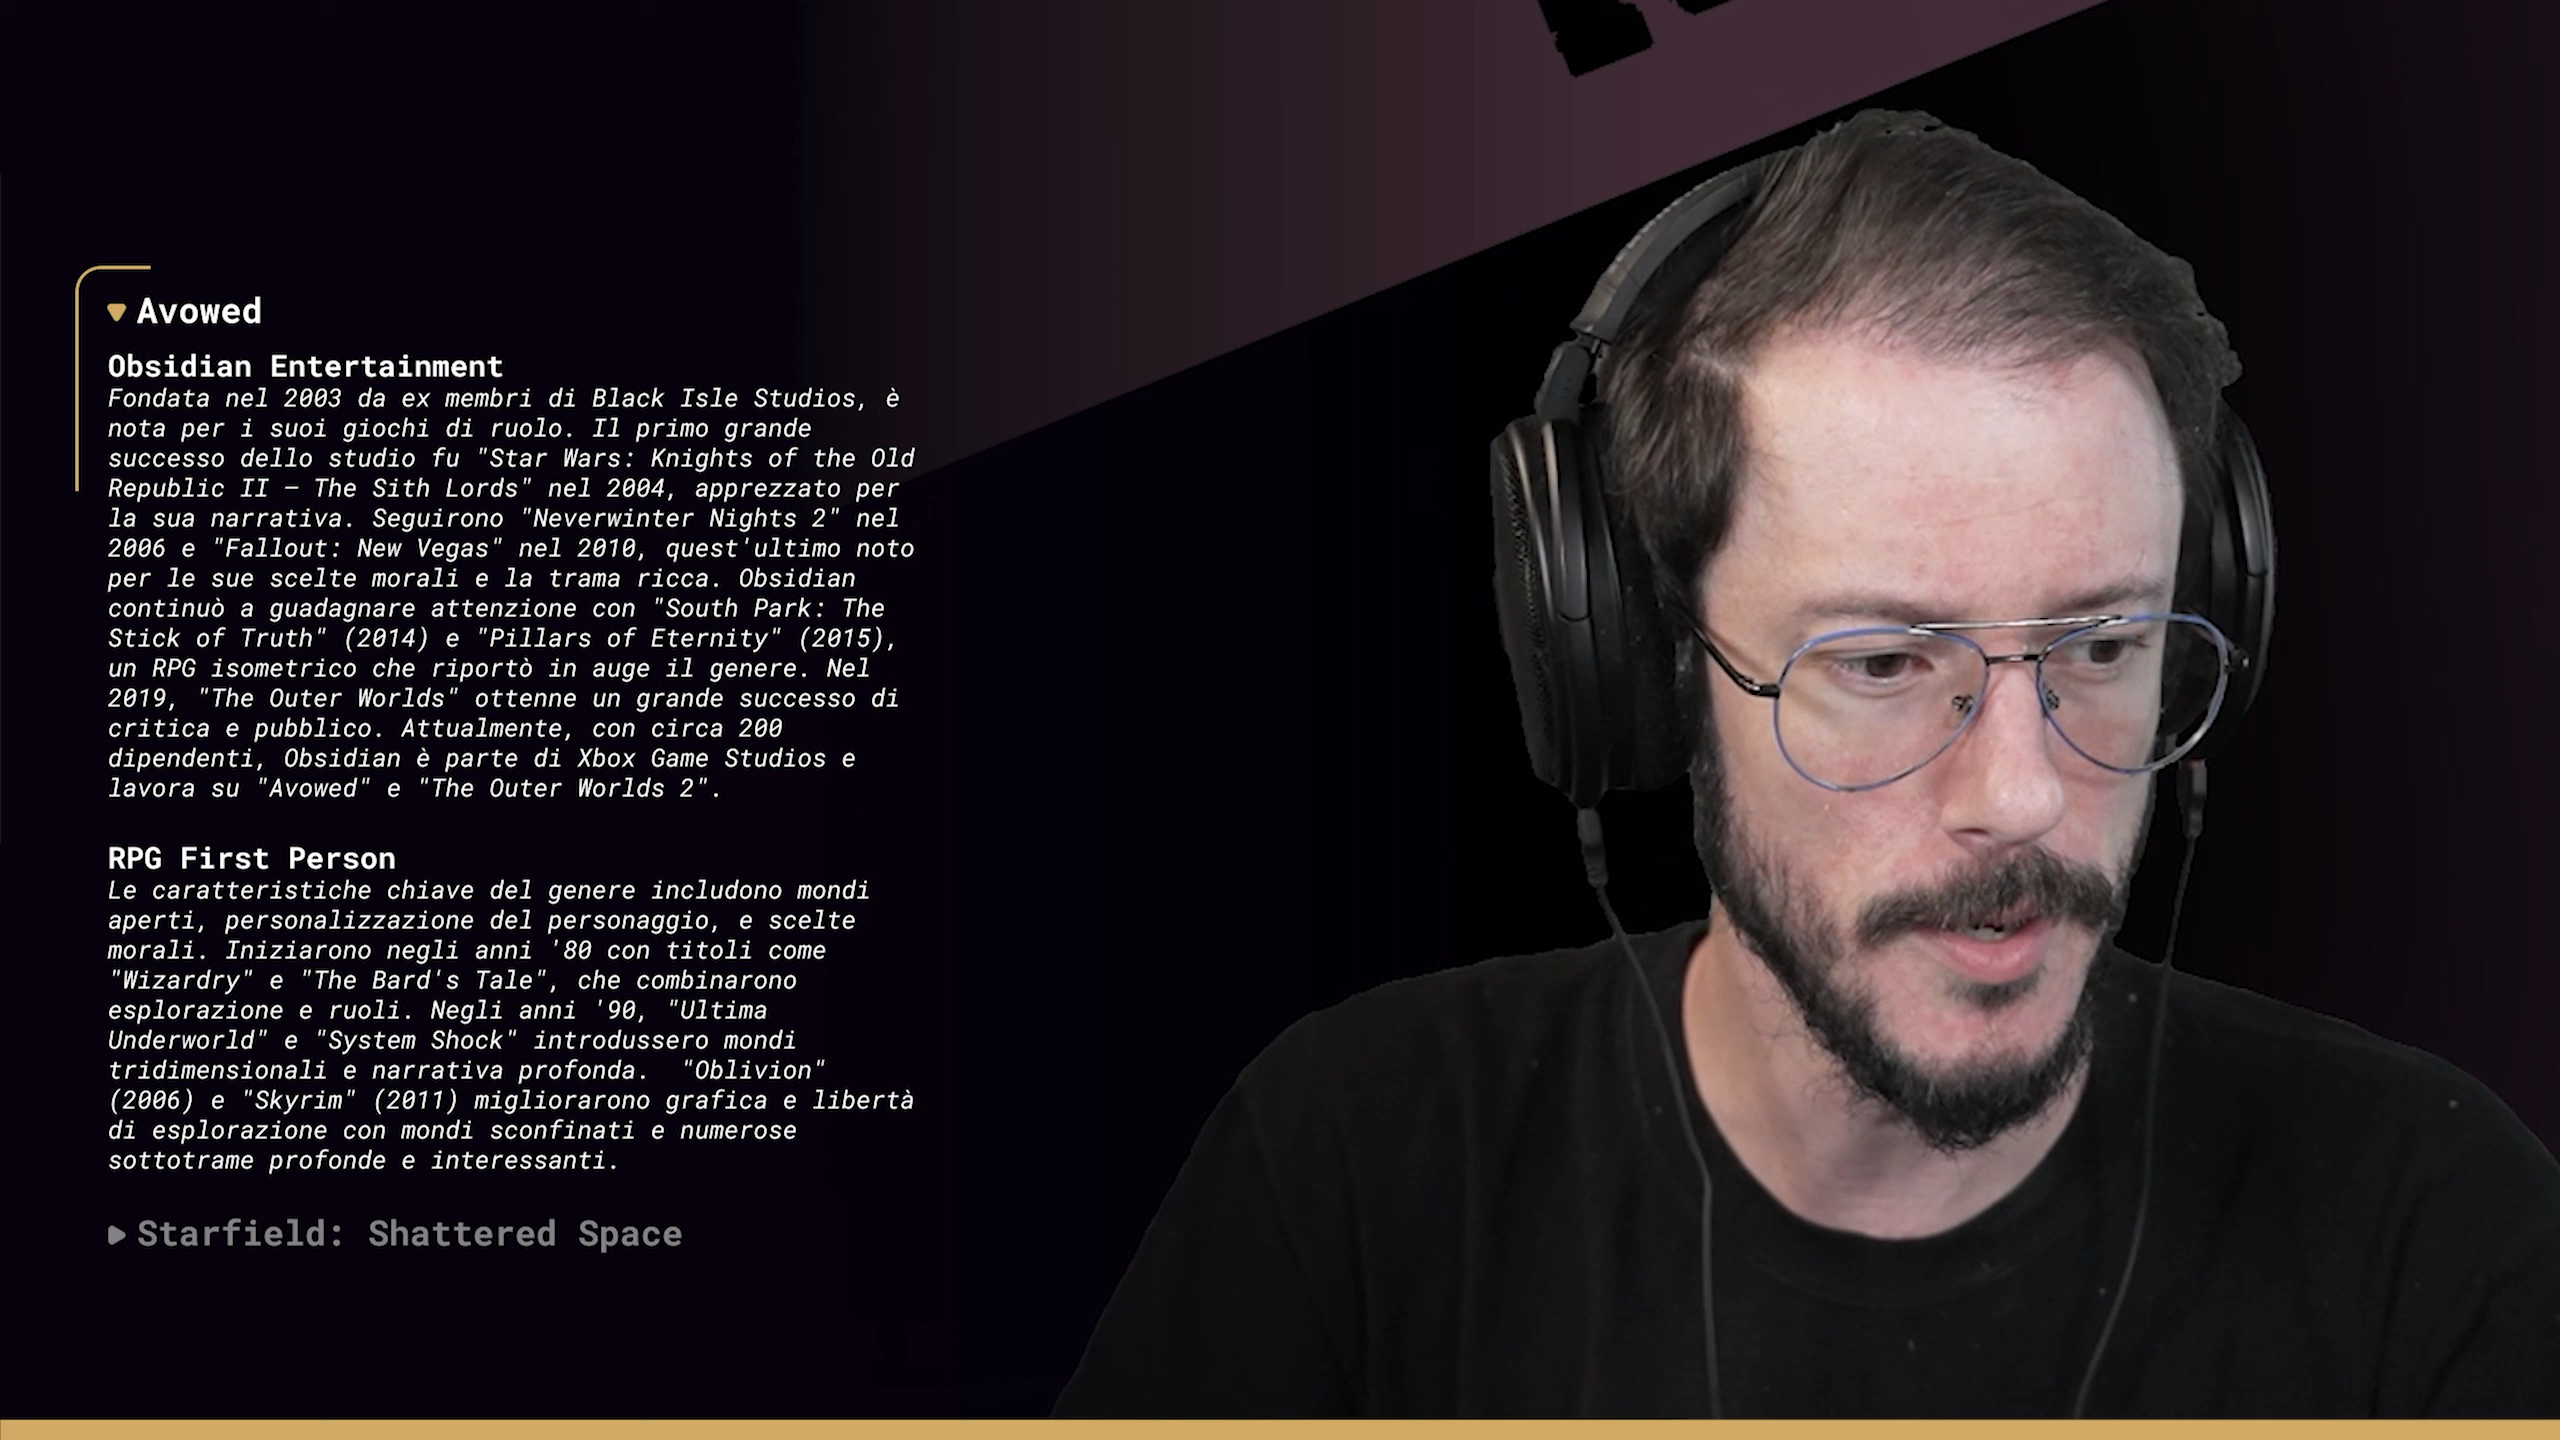 Avowed
Obsidian Entertainment
Fondata nel 2003 da ex membri di Black Isle Studios, è
nota per i suoi giochi di ruolo. Il primo grande
successo dello studio fu "Star Wars: Knights of the Old
Republic II – The Sith Lords" nel 2004, apprezzato per
la sua narrativa. Seguirono "Neverwinter Nights 2" nel
2006 e "Fallout: New Vegas" nel 2010, quest'ultimo noto
per le sue scelte morali e la trama ricca. Obsidian
continuò a guadagnare attenzione con "South Park: The
Stick of Truth" (2014) e "Pillars of Eternity" (2015),
un RPG isometrico che riportò in auge il genere. Nel
2019, "The Outer Worlds" ottenne un grande successo di
critica e pubblico. Attualmente, con circa 200
dipendenti, Obsidian è parte di Xbox Game Studios e
lavora su "Avowed" e "The Outer Worlds 2".
RPG First Person
Le caratteristiche chiave del genere includono mondi
aperti, personalizzazione del personaggio, e scelte
morali. Iniziarono negli anni '80 con titoli come
"Wizardry" e "The Bard's Tale", che combinarono
esplorazione e ruoli. Negli anni '90, "Ultima
Underworld" e "System Shock" introdussero mondi
tridimensionali e narrativa profonda.  "Oblivion"
(2006) e "Skyrim" (2011) migliorarono grafica e libertà
di esplorazione con mondi sconfinati e numerose
sottotrame profonde e interessanti.
Starfield: Shattered Space